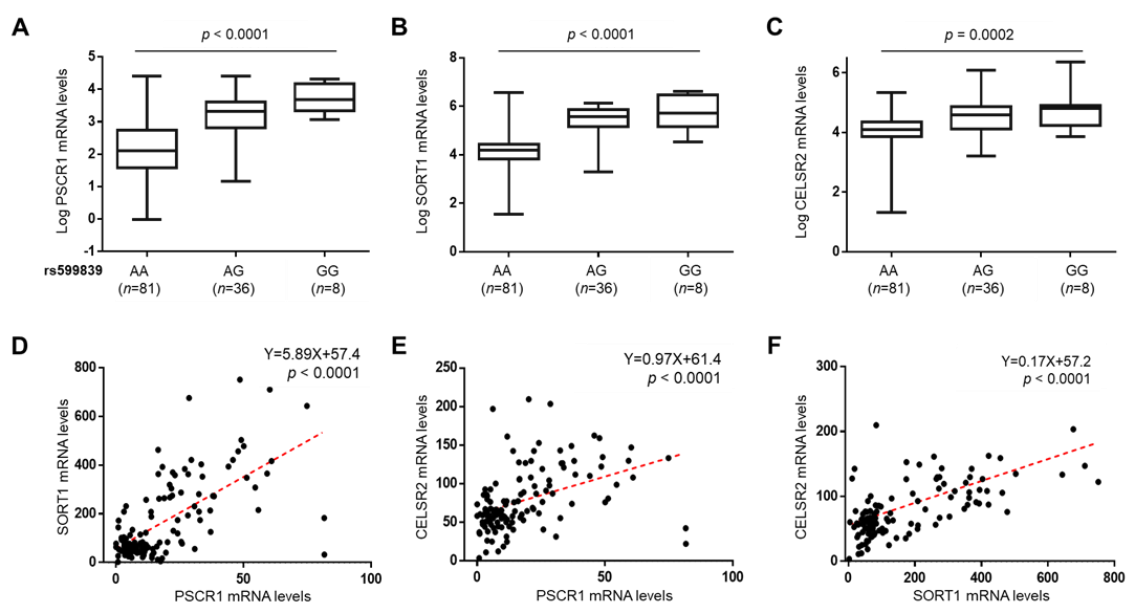 A
p < 0.0001
Log PSCR1 mRNA levels
5
4
3
2
1
0
-1
rs599839
AA
AG
GG
(n=81)
(n=36)
(n=8)
B
p < 0.0001
Log SORT1 mRNA levels
8
6
4
2
0
AA
AG
GG
(n=81)
(n=36)
(n=8)
C
p = 0.0002
Log CELSR2 mRNA levels
6
4
2
0
AA
AG
GG
(n=81)
(n=36)
(n=8)
D
Y=5.89X+57.4
p < 0.0001
SORT1 mRNA levels
800
600
400
200
0
0
50
100
PSCR1 mRNA levels
E
Y=0.97X+61.4
p < 0.0001
CELSR2 mRNA levels
250
200
150
100
50
0
0
50
100
PSCR1 mRNA levels
F
Y=0.17X+57.2
p < 0.0001
CELSR2 mRNA levels
300
200
100
0
0
200
400
600
800
SORT1 mRNA levels